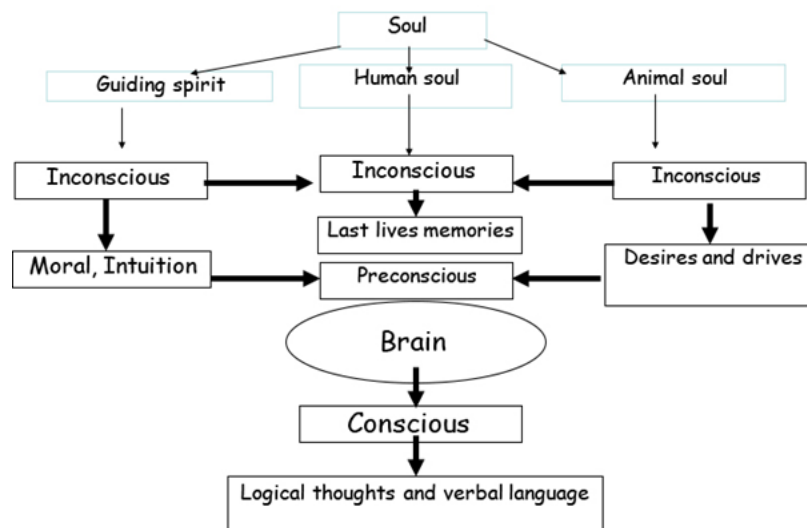 Soul
Guiding spirit
Human soul
Animal soul
Inconscious
Inconscious
Inconscious
Last lives memories
Moral, Intuition
Preconscious
Desires and drives
Brain
Conscious
Logical thoughts and verbal language